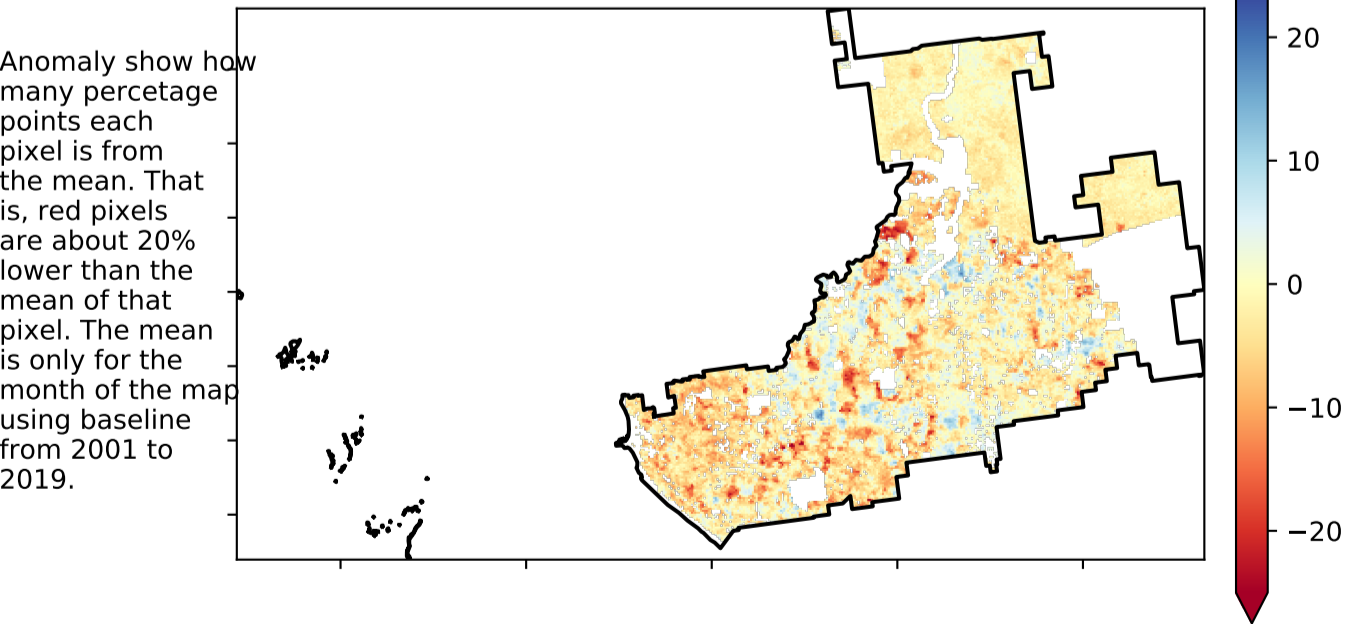 Anomaly show how
many percetage
points each
pixel is from
the mean. That
is, red pixels
are about 20%
lower than the
mean of that
pixel. The mean
is only for the
month of the map
using baseline
from 2001 to
2019.
20
10
0
−10
−20